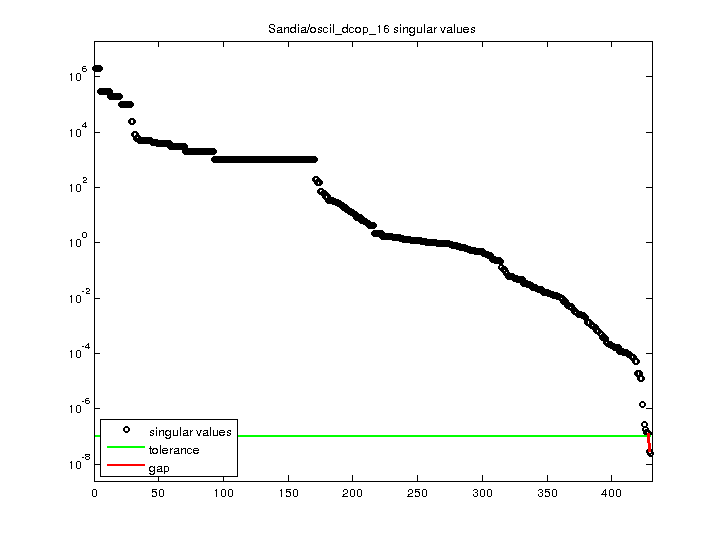 Sandia/oscil_dcop_16 singular values
10^6
10^4
10^2
10^0
10^-2
10^-4
10^-6
10^-8
singular values
tolerance
gap
0 50 100 150 200 250 300 350 400